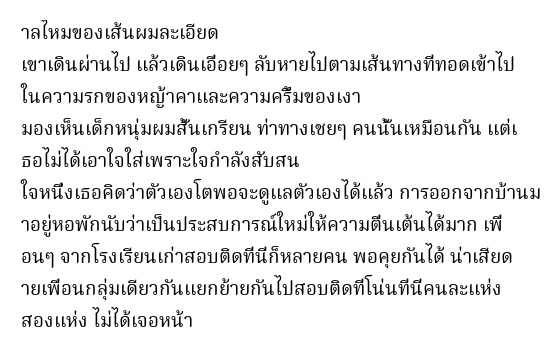 าลไหมของเส้นผมละเอียด
เขาเดินผ่านไป แล้วเดินเอื่อยๆ ลับหายไปตามเส้นทางที่ทอดเข้าไป
ในความรกของหญ้าคาและความครึ้มของเงา
มองเห็นเด็กหนุ่มผมสั้นเกรียน ท่าทางเชยๆ คนนั้นเหมือนกัน แต่เ
ธอไม่ได้เอาใจใส่เพราะใจกำลังสับสน
ใจหนึ่งเธอคิดว่าตัวเองโตพอจะดูแลตัวเองได้แล้ว การออกจากบ้านม
าอยู่หอพักนับว่าเป็นประสบการณ์ใหม่ให้ความตื่นเต้นได้มาก เพื่
อนๆ จากโรงเรียนเก่าสอบติดที่นี่ก็หลายคน พอคุยกันได้ น่าเสียด
ายเพื่อนกลุ่มเดียวกันแยกย้ายกันไปสอบติดที่โน่นที่นี่คนละแห่ง
สองแห่ง ไม่ได้เจอหน้า